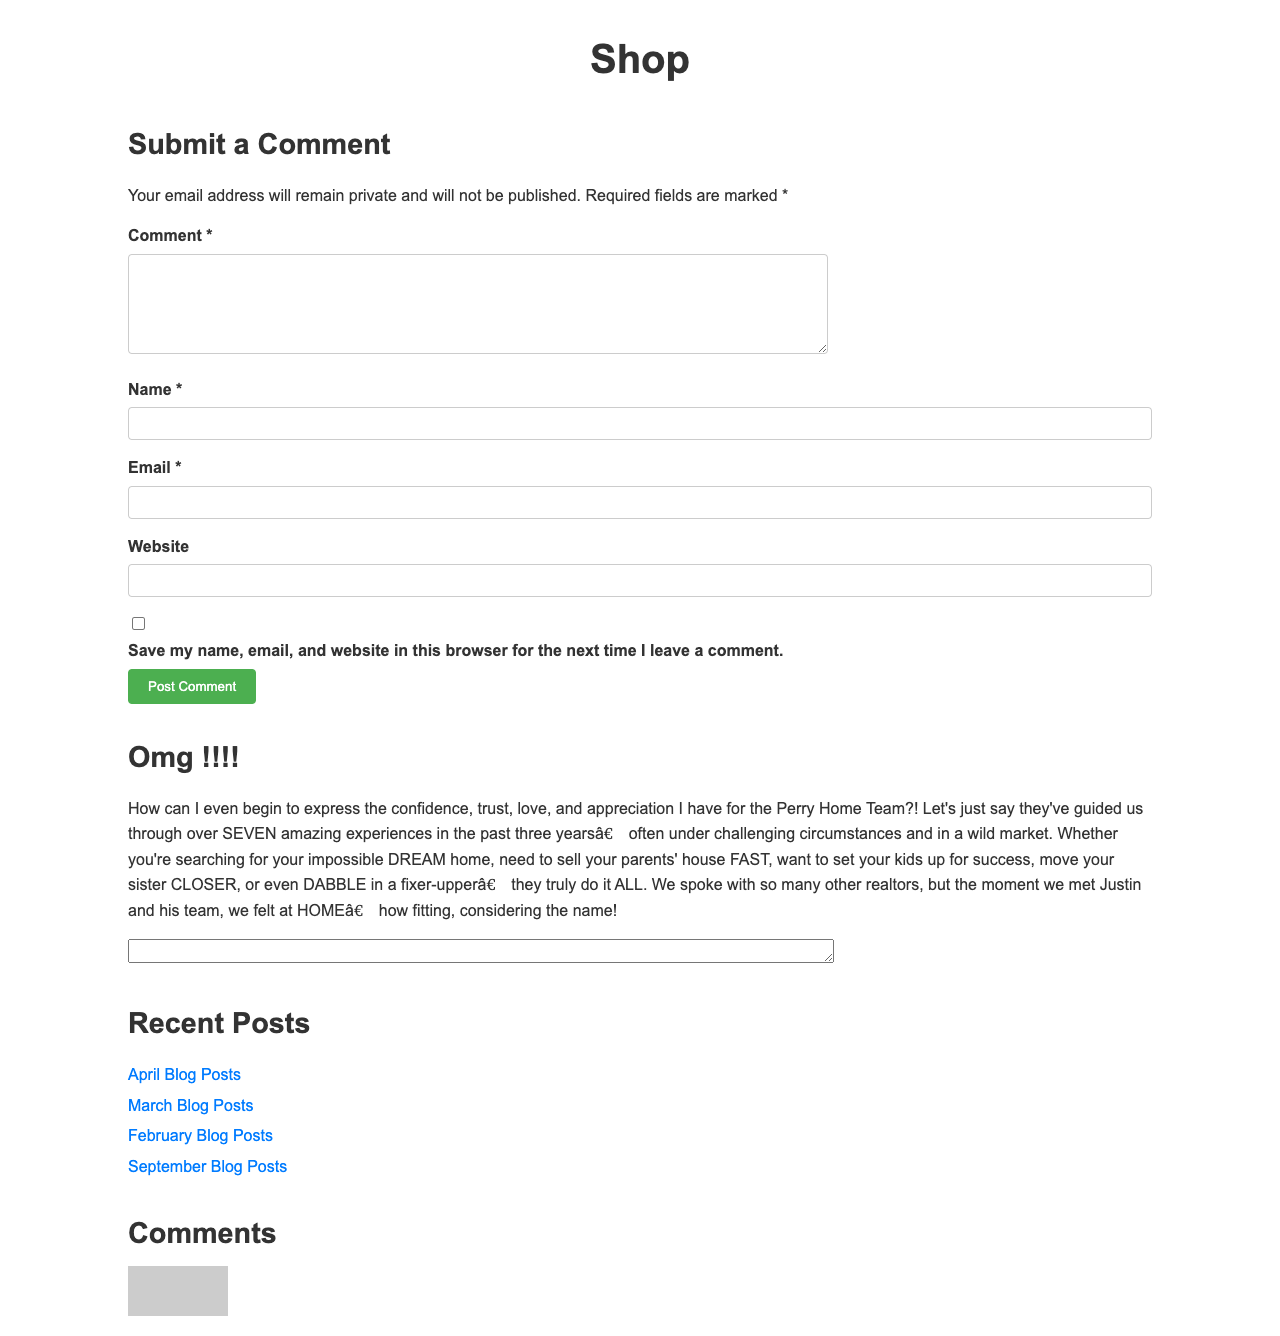 Shop
Submit a Comment
Your email address will remain private and will not be published. Required fields are marked *
Comment *
Name *
Email *
Website
Save my name, email, and website in this browser for the next time I leave a comment.
Post Comment
Omg !!!!
How can I even begin to express the confidence, trust, love, and appreciation I have for the Perry Home Team?! Let's just say they've guided us
through over SEVEN amazing experiences in the past three yearsâ€ often under challenging circumstances and in a wild market. Whether
you're searching for your impossible DREAM home, need to sell your parents' house FAST, want to set your kids up for success, move your
sister CLOSER, or even DABBLE in a fixer-upperâ€ they truly do it ALL. We spoke with so many other realtors, but the moment we met Justin
and his team, we felt at HOMEâ€ how fitting, considering the name!
Recent Posts
April Blog Posts
March Blog Posts
February Blog Posts
September Blog Posts
Comments